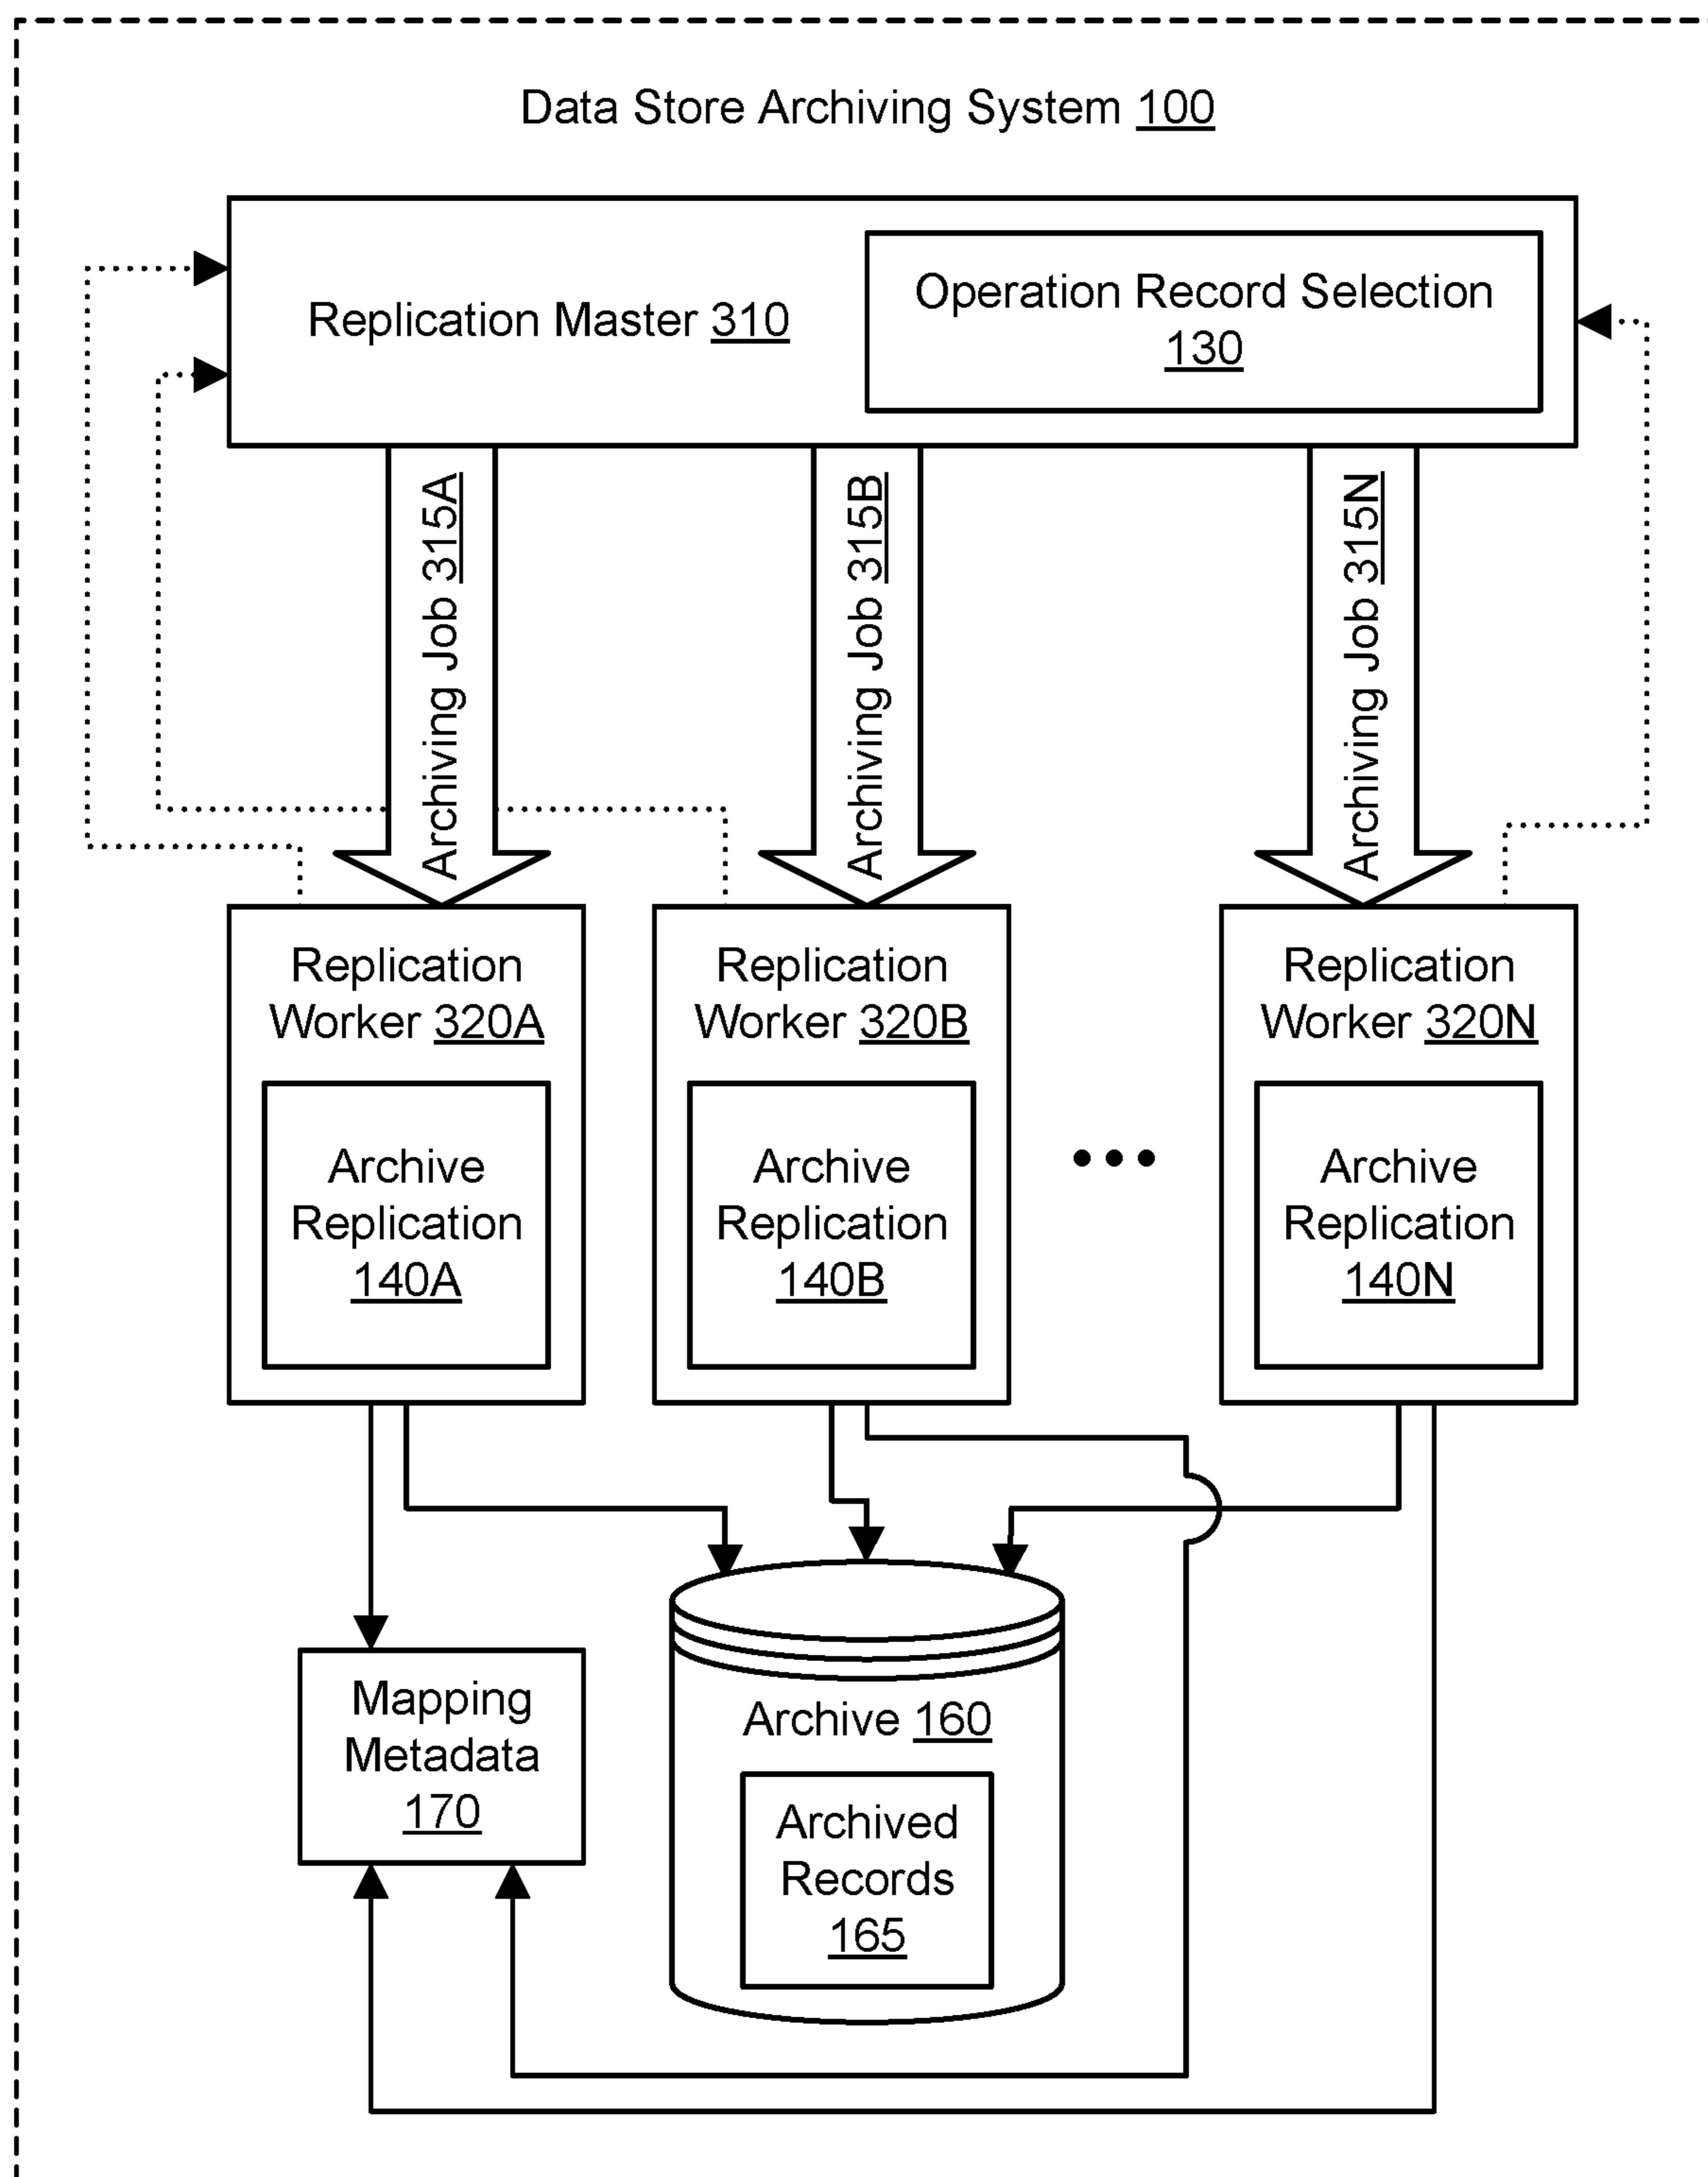 Data Store Archiving System 100
Replication Master 310
Operation Record Selection
130
Archiving Job 315A
Archiving Job 315B
Archiving Job 315N
Replication
Worker 320A
Archive
Replication
140A
Replication
Worker 320B
Archive
Replication
140B
•••
Replication
Worker 320N
Archive
Replication
140N
Mapping
Metadata
170
Archive 160
Archived
Records
165